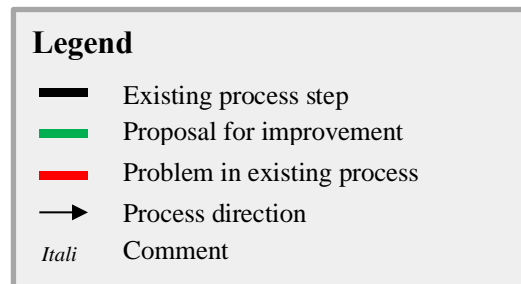 Legend
Existing process step
Proposal for improvement
Problem in existing process
Process direction
Itali Comment